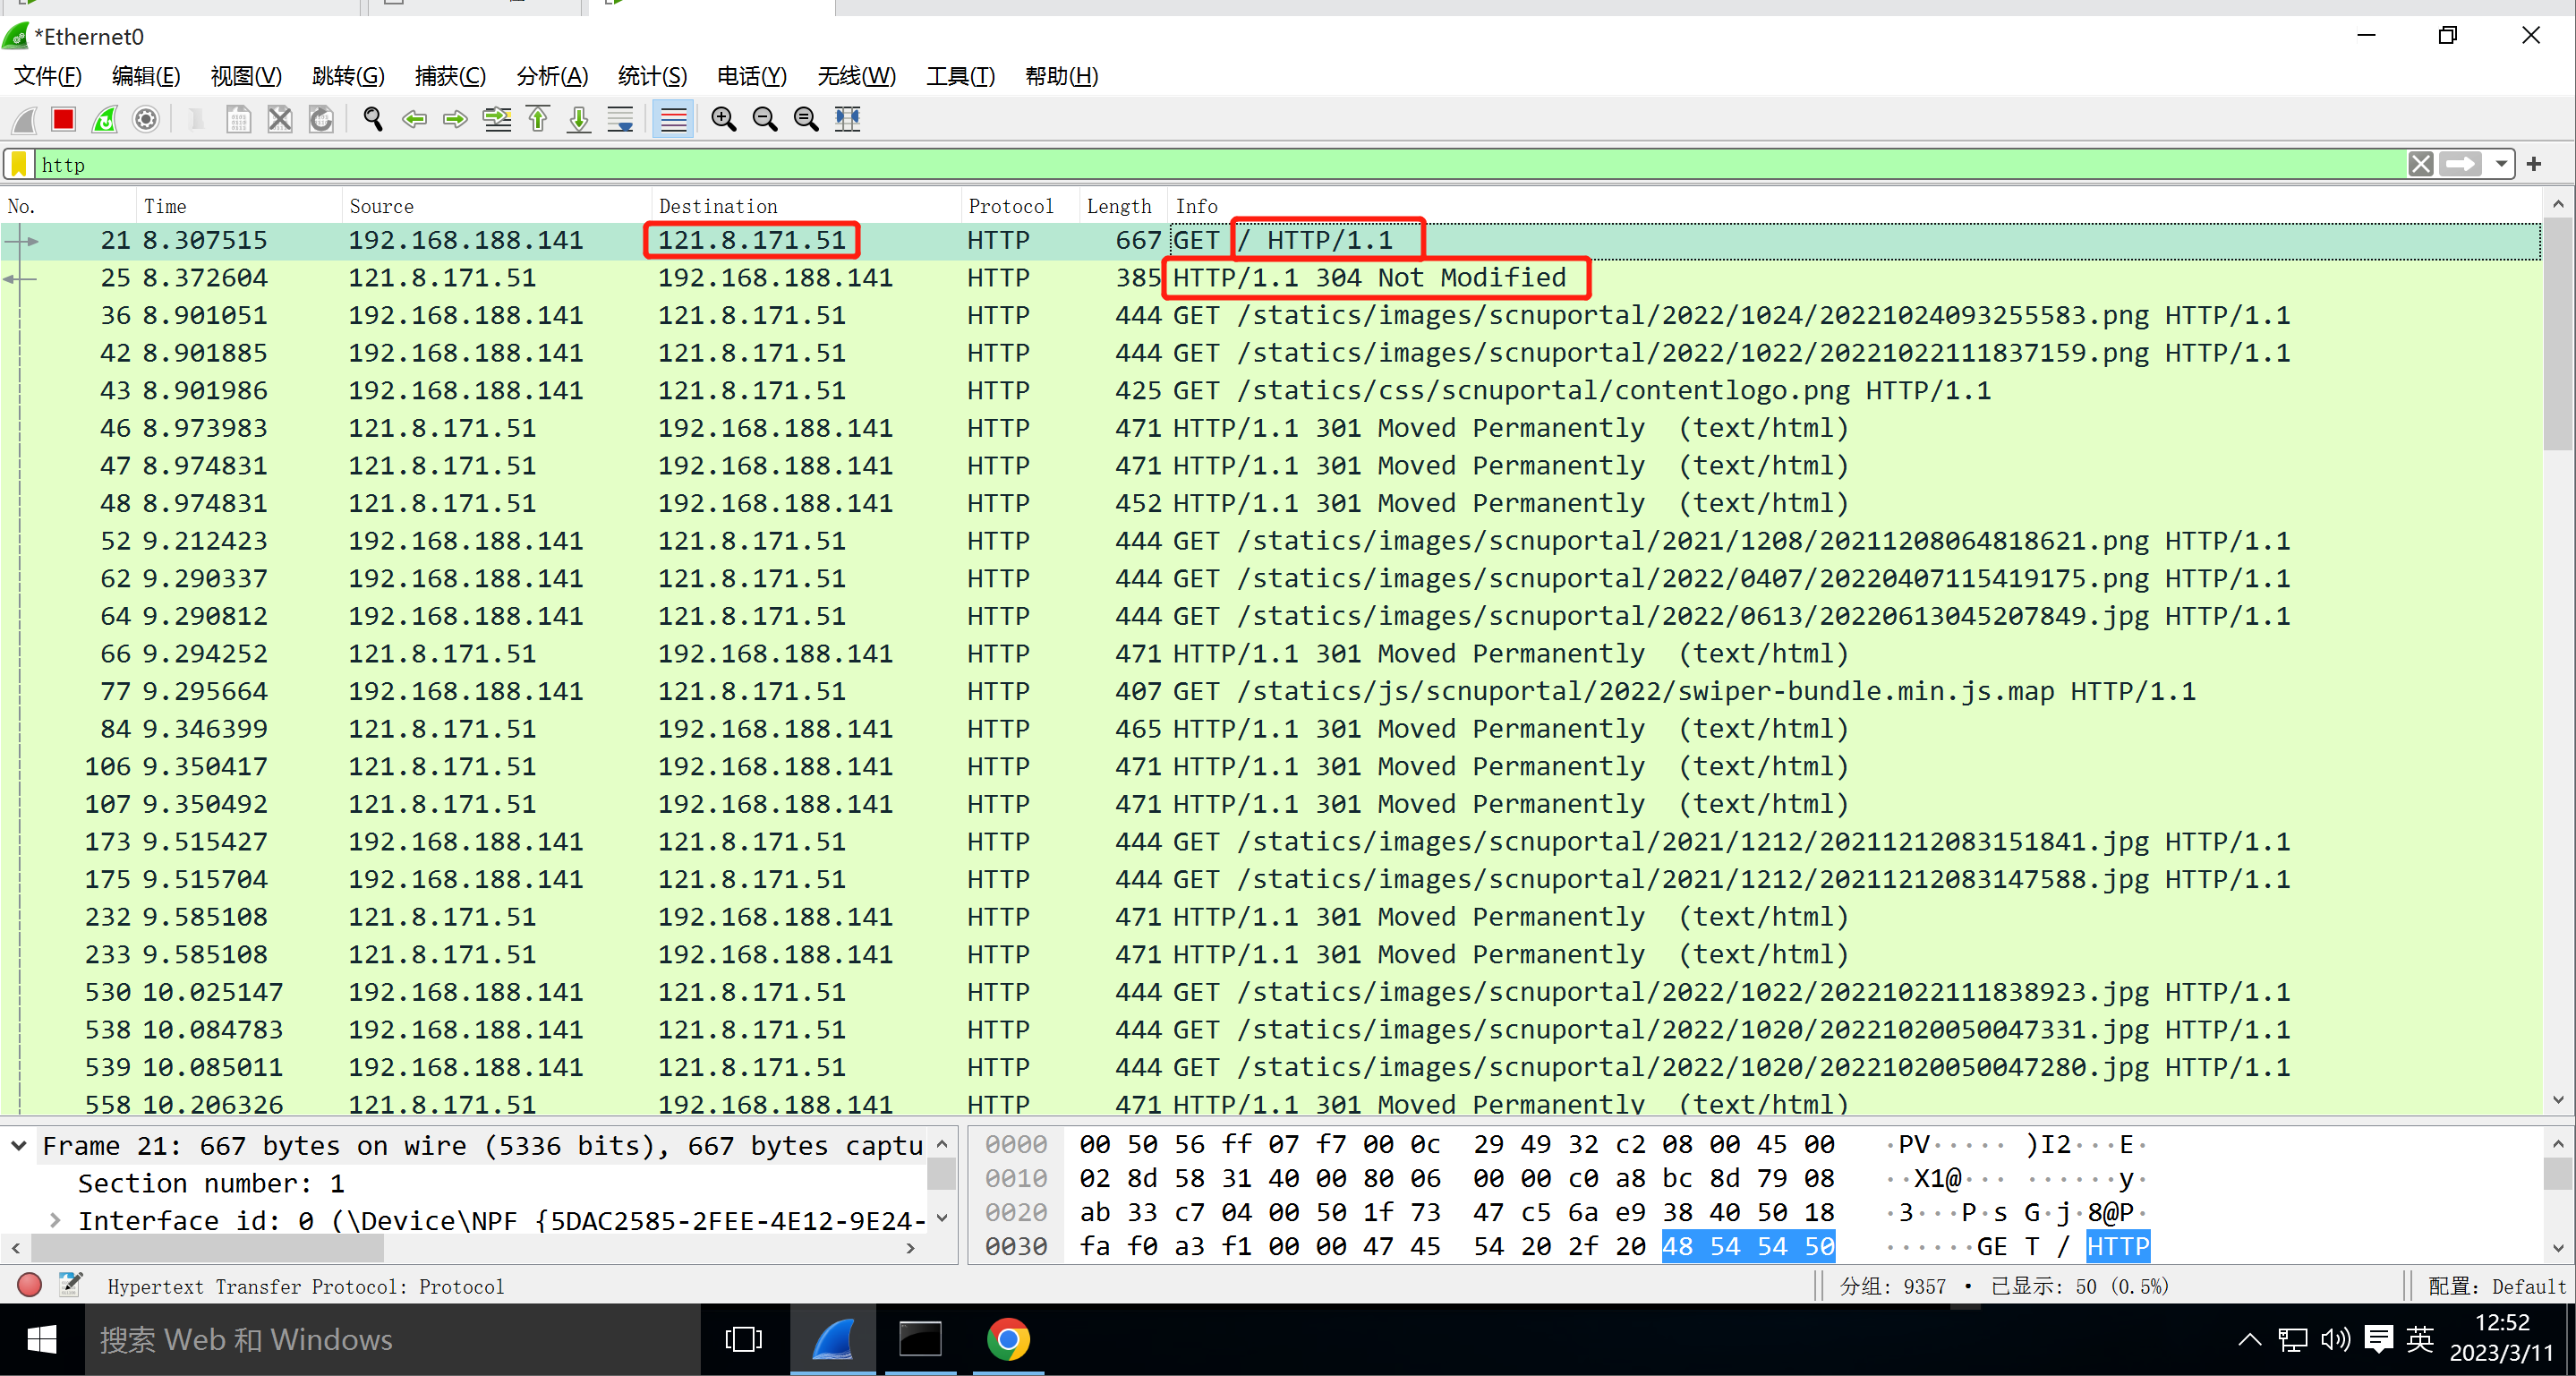 *Ethernet0
文件(F) 编辑(E) 视图(V) 跳转(G) 捕获(C) 分析(A) 统计(S) 电话(Y) 无线(W) 工具(T) 帮助(H)
http
No. Time Source Destination Protocol Length Info
21 8.307515 192.168.188.141 121.8.171.51 HTTP 667 GET / HTTP/1.1
25 8.372604 121.8.171.51 192.168.188.141 HTTP 385 HTTP/1.1 304 Not Modified
36 8.901051 192.168.188.141 121.8.171.51 HTTP 444 GET /statics/images/scnuportal/2022/1024/20221024093255583.png HTTP/1.1
42 8.901885 192.168.188.141 121.8.171.51 HTTP 444 GET /statics/images/scnuportal/2022/1022/20221022111837159.png HTTP/1.1
43 8.901986 192.168.188.141 121.8.171.51 HTTP 425 GET /statics/css/scnuportal/contentlogo.png HTTP/1.1
46 8.973983 121.8.171.51 192.168.188.141 HTTP 471 HTTP/1.1 301 Moved Permanently (text/html)
47 8.974831 121.8.171.51 192.168.188.141 HTTP 471 HTTP/1.1 301 Moved Permanently (text/html)
48 8.974831 121.8.171.51 192.168.188.141 HTTP 452 HTTP/1.1 301 Moved Permanently (text/html)
52 9.212423 192.168.188.141 121.8.171.51 HTTP 444 GET /statics/images/scnuportal/2021/1208/20211208064818621.png HTTP/1.1
62 9.290337 192.168.188.141 121.8.171.51 HTTP 444 GET /statics/images/scnuportal/2022/0407/20220407115419175.png HTTP/1.1
64 9.290812 192.168.188.141 121.8.171.51 HTTP 444 GET /statics/images/scnuportal/2022/0613/20220613045207849.jpg HTTP/1.1
66 9.294252 121.8.171.51 192.168.188.141 HTTP 471 HTTP/1.1 301 Moved Permanently (text/html)
77 9.295664 192.168.188.141 121.8.171.51 HTTP 407 GET /statics/js/scnuportal/2022/swiper-bundle.min.js.map HTTP/1.1
84 9.346399 121.8.171.51 192.168.188.141 HTTP 465 HTTP/1.1 301 Moved Permanently (text/html)
106 9.350417 121.8.171.51 192.168.188.141 HTTP 471 HTTP/1.1 301 Moved Permanently (text/html)
107 9.350492 121.8.171.51 192.168.188.141 HTTP 471 HTTP/1.1 301 Moved Permanently (text/html)
173 9.515427 192.168.188.141 121.8.171.51 HTTP 444 GET /statics/images/scnuportal/2021/1212/20211212083151841.jpg HTTP/1.1
175 9.515704 192.168.188.141 121.8.171.51 HTTP 444 GET /statics/images/scnuportal/2021/1212/20211212083147588.jpg HTTP/1.1
232 9.585108 121.8.171.51 192.168.188.141 HTTP 471 HTTP/1.1 301 Moved Permanently (text/html)
233 9.585108 121.8.171.51 192.168.188.141 HTTP 471 HTTP/1.1 301 Moved Permanently (text/html)
530 10.025147 192.168.188.141 121.8.171.51 HTTP 444 GET /statics/images/scnuportal/2022/1022/20221022111838923.jpg HTTP/1.1
538 10.084783 192.168.188.141 121.8.171.51 HTTP 444 GET /statics/images/scnuportal/2022/1020/20221020050047331.jpg HTTP/1.1
539 10.085011 192.168.188.141 121.8.171.51 HTTP 444 GET /statics/images/scnuportal/2022/1020/20221020050047280.jpg HTTP/1.1
558 10.206326 121.8.171.51 192.168.188.141 HTTP 471 HTTP/1.1 301 Moved Permanently (text/html)
Frame 21: 667 bytes on wire (5336 bits), 667 bytes captu
Section number: 1
Interface id: 0 (\Device\NPF_{5DAC2585-2FEE-4E12-9E24-
0000 00 50 56 ff 07 f7 00 0c 29 49 32 c2 08 00 45 00 ·PV····· )I2···E·
0010 02 8d 58 31 40 00 80 06 00 00 c0 a8 bc 8d 79 08 ··X1@··· ······y·
0020 ab 33 c7 04 00 50 1f 73 47 c5 6a e9 38 40 50 18 ·3···P·s G·j·8@P·
0030 fa f0 a3 f1 00 00 47 45 54 20 2f 20 48 54 54 50 ······GE T / HTTP
Hypertext Transfer Protocol: Protocol
分组: 9357 · 已显示: 50 (0.5%)
配置: Default
搜索 Web 和 Windows
英
12:52
2023/3/11